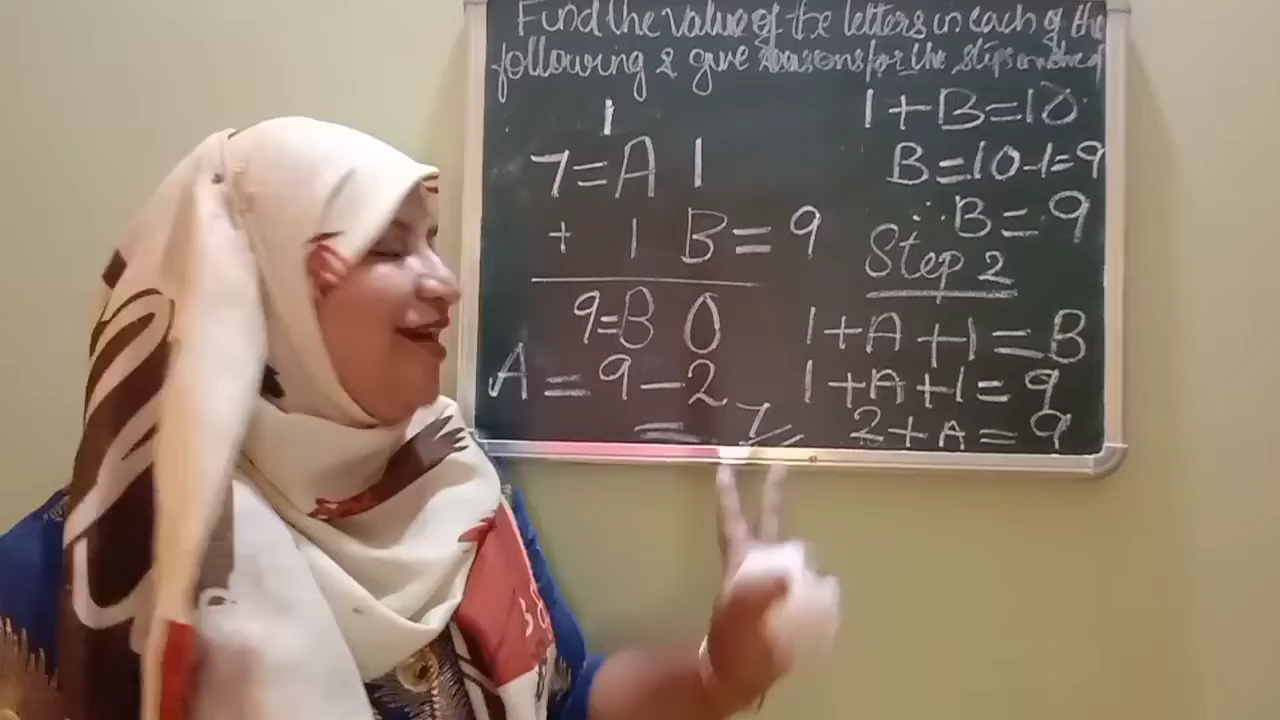 Find the value of the letters in each of the
following & give reasons for the steps involved
1
7=A 1
+ 1 B=9
9=B 0
A=9-2
= 7
1+B=10
B=10-1=9
∴B=9
Step 2
1+A+1=B
1+A+1=9
2+A=9